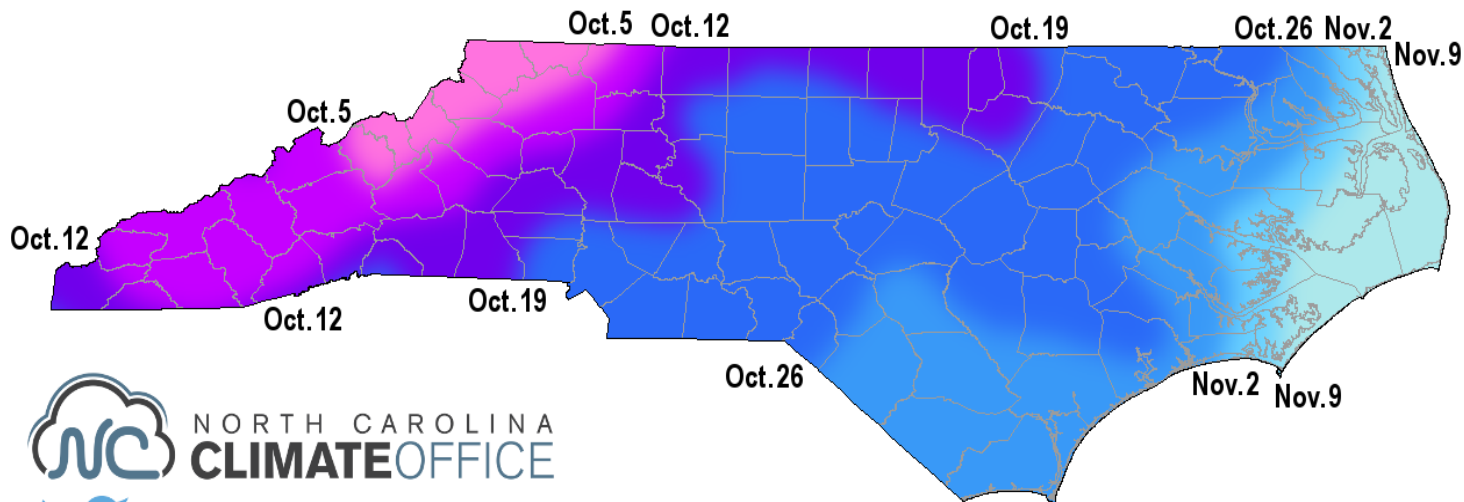 Oct.5 Oct.12 Oct.19 Oct.26 Nov.2
Nov.9
Oct.5
Oct.12
Oct.19
Oct.12
Oct.26
Nov.2 Nov.9
NC
NORTH CAROLINA
CLIMATEOFFICE